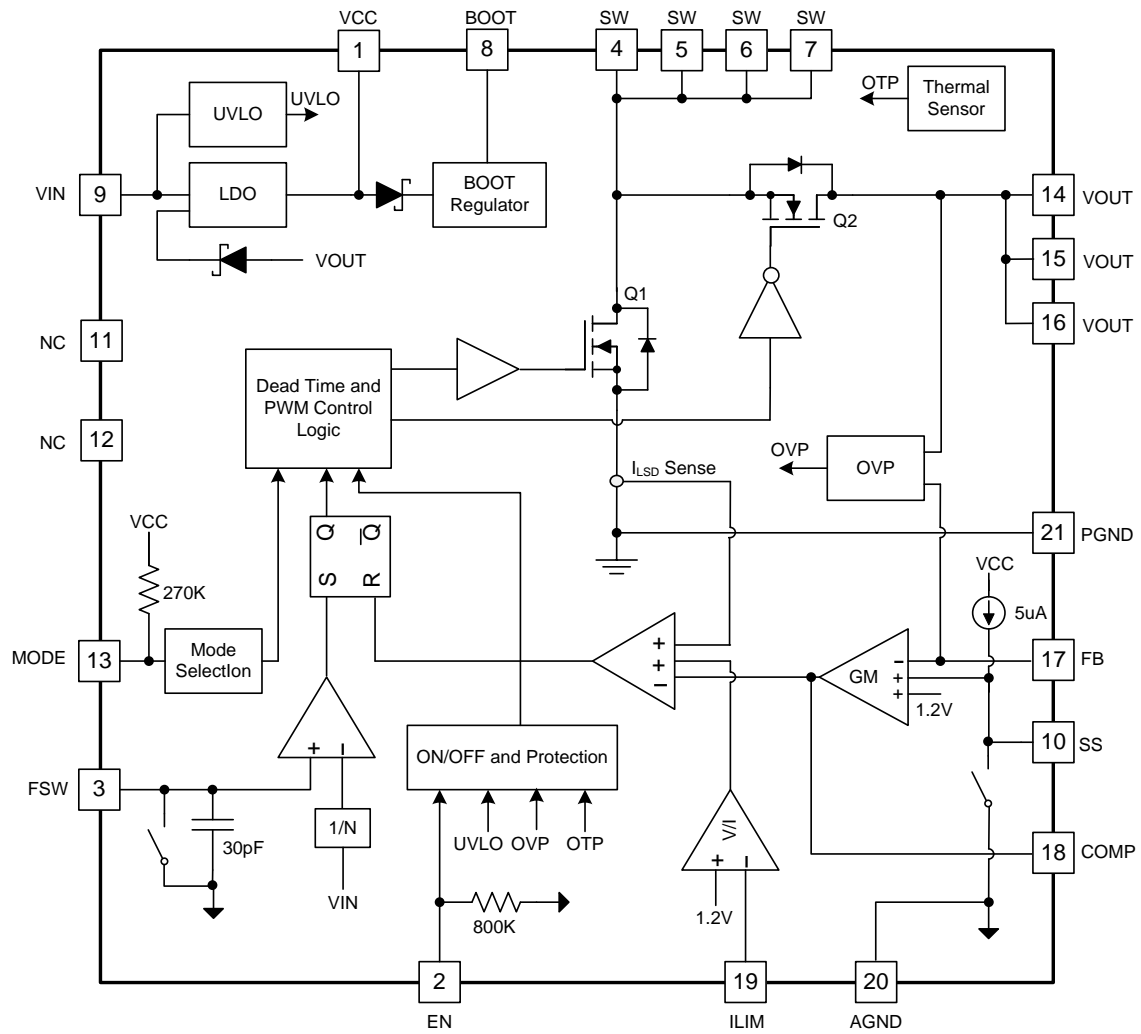 VCC
BOOT
SW
SW
SW
SW
1
8
4
5
6
7
UVLO
UVLO
OTP
Thermal
Sensor
VIN
9
LDO
BOOT
Regulator
14
VOUT
Q2
VOUT
15
VOUT
16
VOUT
NC
11
Q1
Dead Time and
PWM Control
Logic
NC
12
OVP
OVP
ILSD Sense
VCC
270K
Q
Q
S
R
21
PGND
VCC
5uA
MODE
13
Mode
SelectIon
+
+
−
GM
−
+
+
1.2V
17
FB
10
SS
FSW
3
+
−
ON/OFF and Protection
30pF
1/N
VIN
UVLO
OVP
OTP
V/I
+
−
1.2V
18
COMP
800K
2
19
20
EN
ILIM
AGND